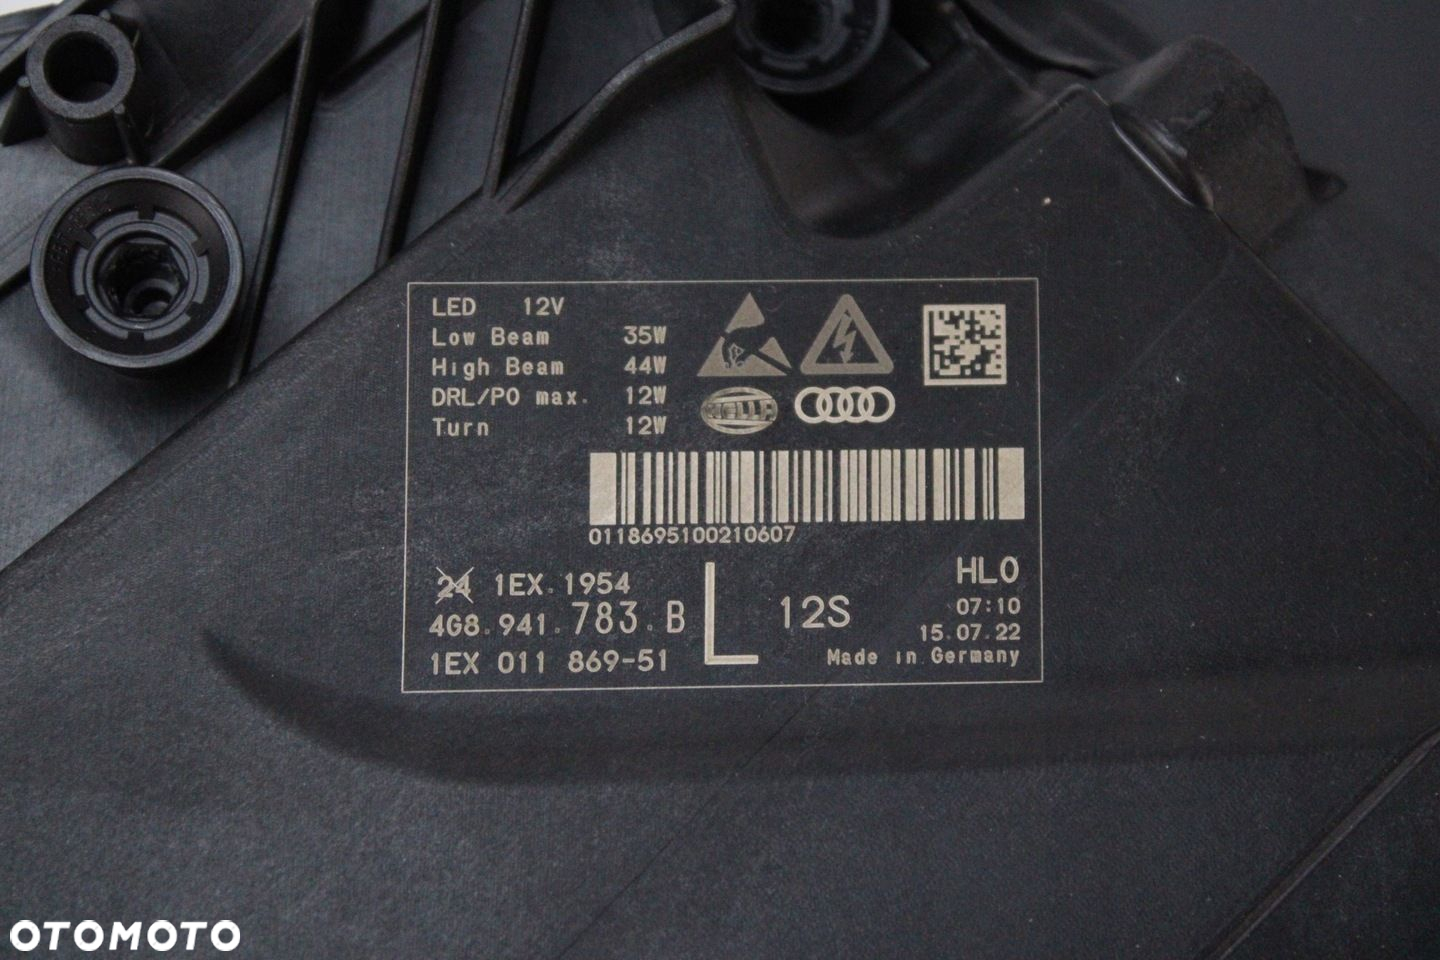 LED 12V
Low Beam 35W
High Beam 44W
DRL/PO max. 12W
Turn 12W
HELLA
0118695100210607
24 1EX.1954
4G8.941.783.B
1EX 011 869-51
L
12S
HL0
07:10
15.07.22
Made in Germany
OTOMOTO